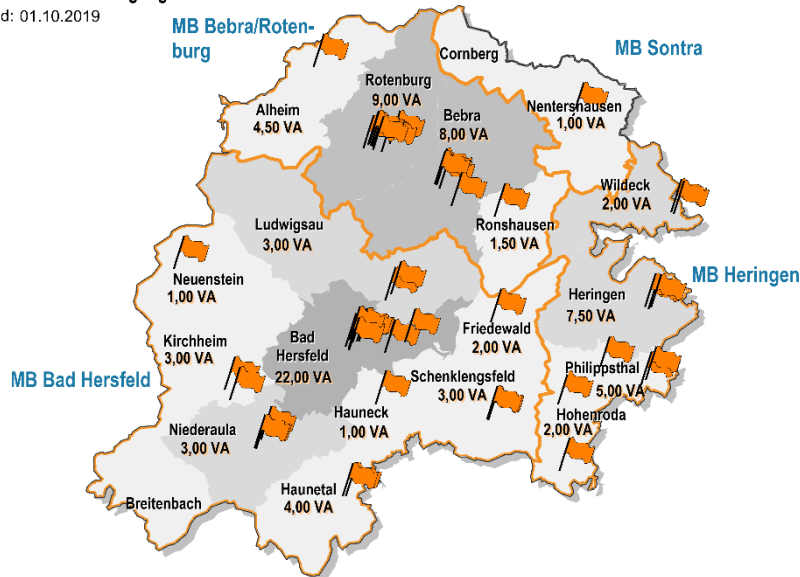 d: 01.10.2019
MB Bebra/Roten-
burg
MB Sontra
Cornberg
Rotenburg
9,00 VA
Alheim
4,50 VA
Bebra
8,00 VA
Nentershausen
1,00 VA
Wildeck
2,00 VA
Ludwigsau
3,00 VA
Ronshausen
1,50 VA
Neuenstein
1,00 VA
MB Heringen
Heringen
7,50 VA
Friedewald
2,00 VA
Kirchheim
3,00 VA
Bad
Hersfeld
22,00 VA
MB Bad Hersfeld
Philippsthal
5,00 VA
Schenklengsfeld
3,00 VA
Hauneck
1,00 VA
Hohenroda
2,00 VA
Niederaula
3,00 VA
Haunetal
4,00 VA
Breitenbach